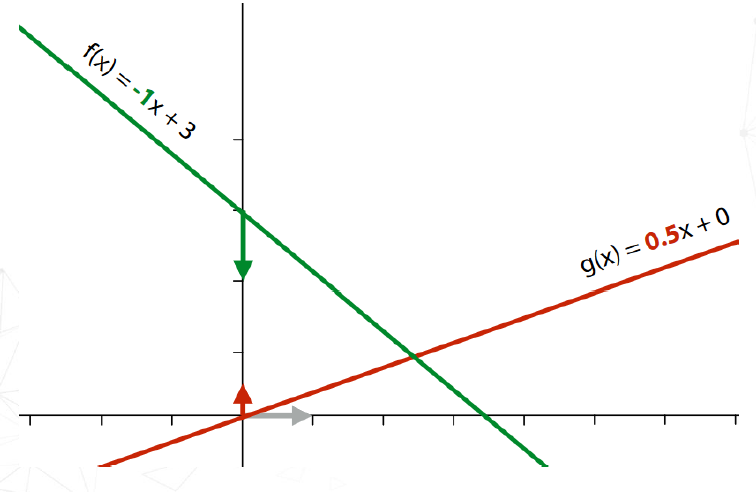 f(x) = -1x + 3
g(x) = 0.5x + 0